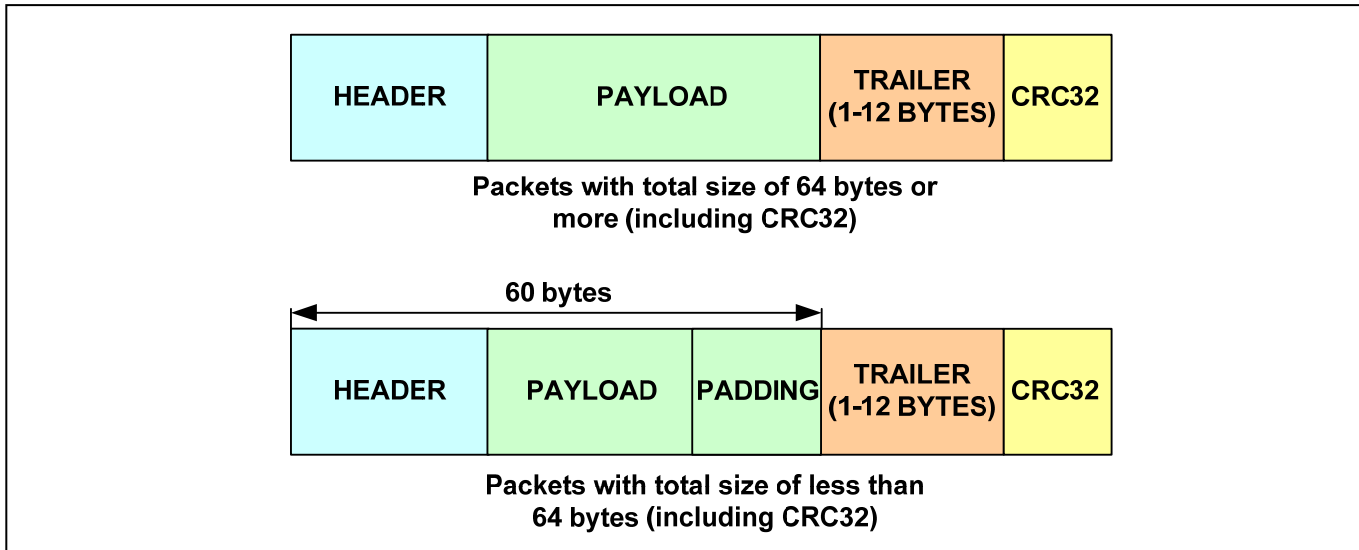 HEADER
PAYLOAD
TRAILER
(1-12 BYTES)
CRC32
Packets with total size of 64 bytes or
more (including CRC32)
60 bytes
HEADER
PAYLOAD
PADDING
TRAILER
(1-12 BYTES)
CRC32
Packets with total size of less than
64 bytes (including CRC32)